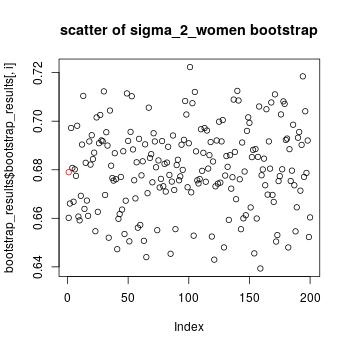 scatter of sigma_2_women bootstrap
bootstrap_results$bootstrap_results[, i]
0.72
0.70
0.68
0.66
0.64
0 50 100 150 200
Index